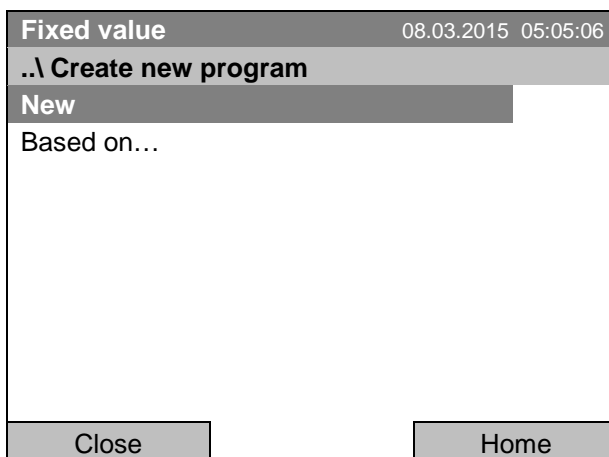 Fixed value 08.03.2015 05:05:06
..\ Create new program
New
Based on…
Close Home